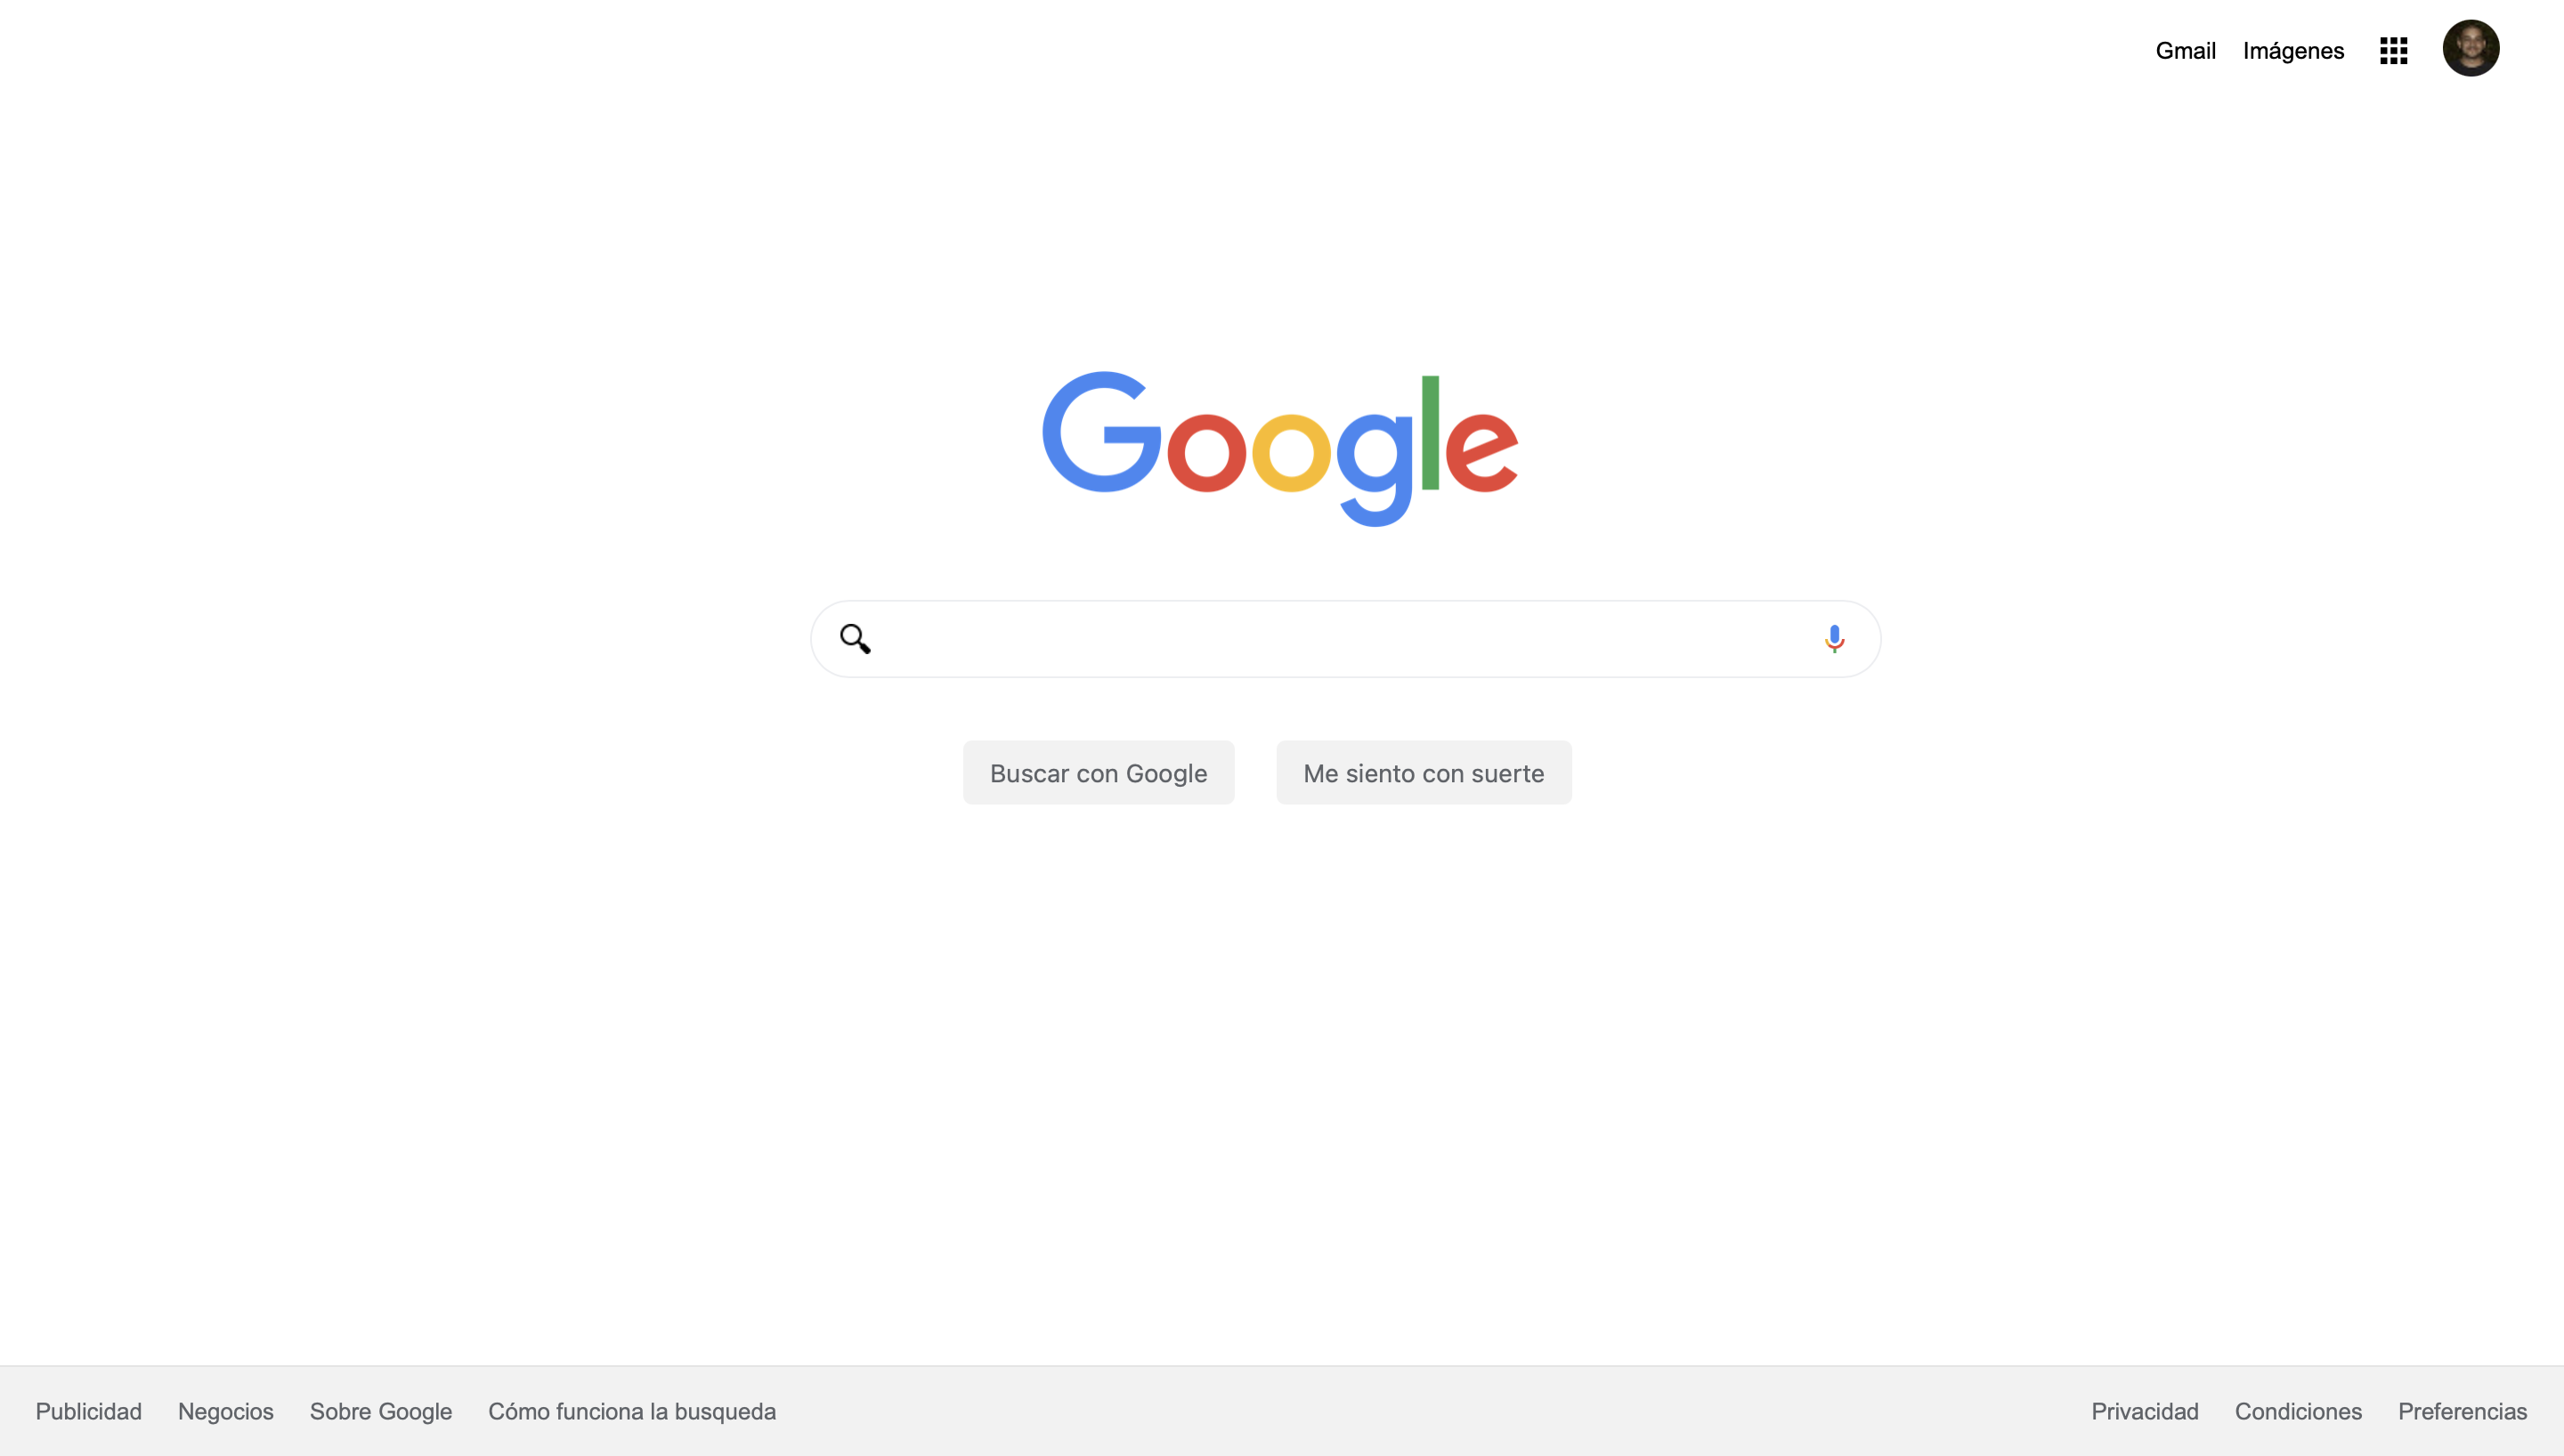 Gmail Imágenes
Google
Buscar con Google Me siento con suerte
Publicidad Negocios Sobre Google Cómo funciona la busqueda Privacidad Condiciones Preferencias